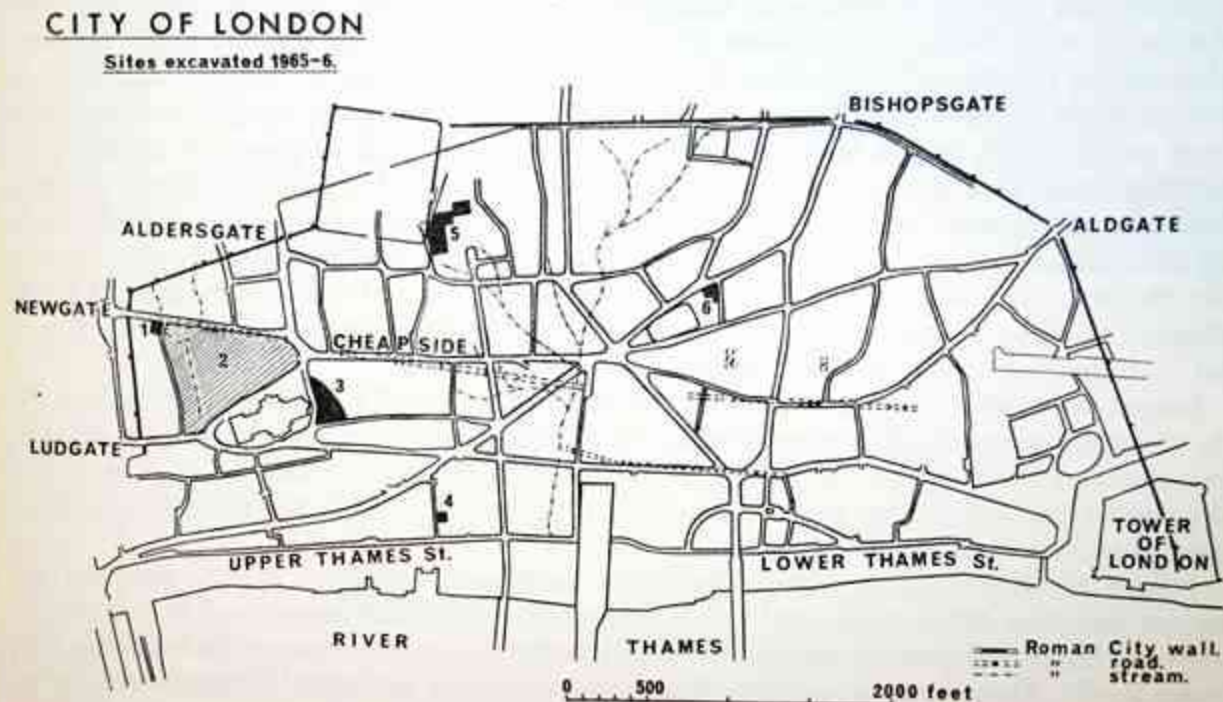 CITY OF LONDON
Sites excavated 1965-6.
BISHOPSGATE
ALDERSGATE
5
ALDGATE
NEWGATE
1
CHEAPSIDE
6
2
3
LUDGATE
4
TOWER
OF
LONDON
UPPER THAMES St.
LOWER THAMES St.
RIVER THAMES
Roman City wall.
" road.
" stream.
0 500 2000 feet